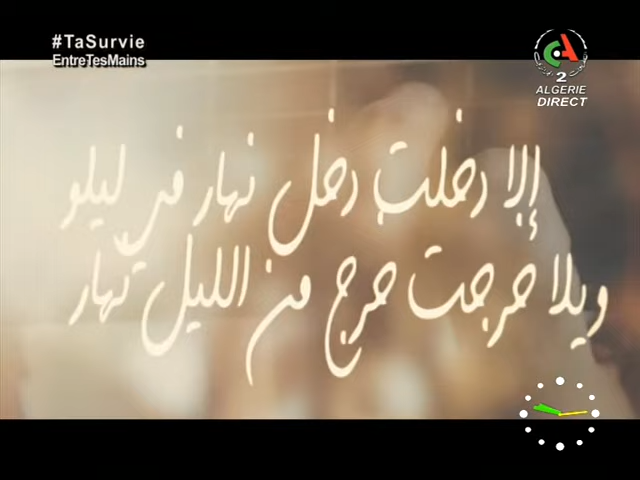 #TaSurvie
EntreTesMains
2
ALGERIE
DIRECT
إلا دخلت دخل نهار في ليلو
ويلا خرجت خرج من الليل نهار